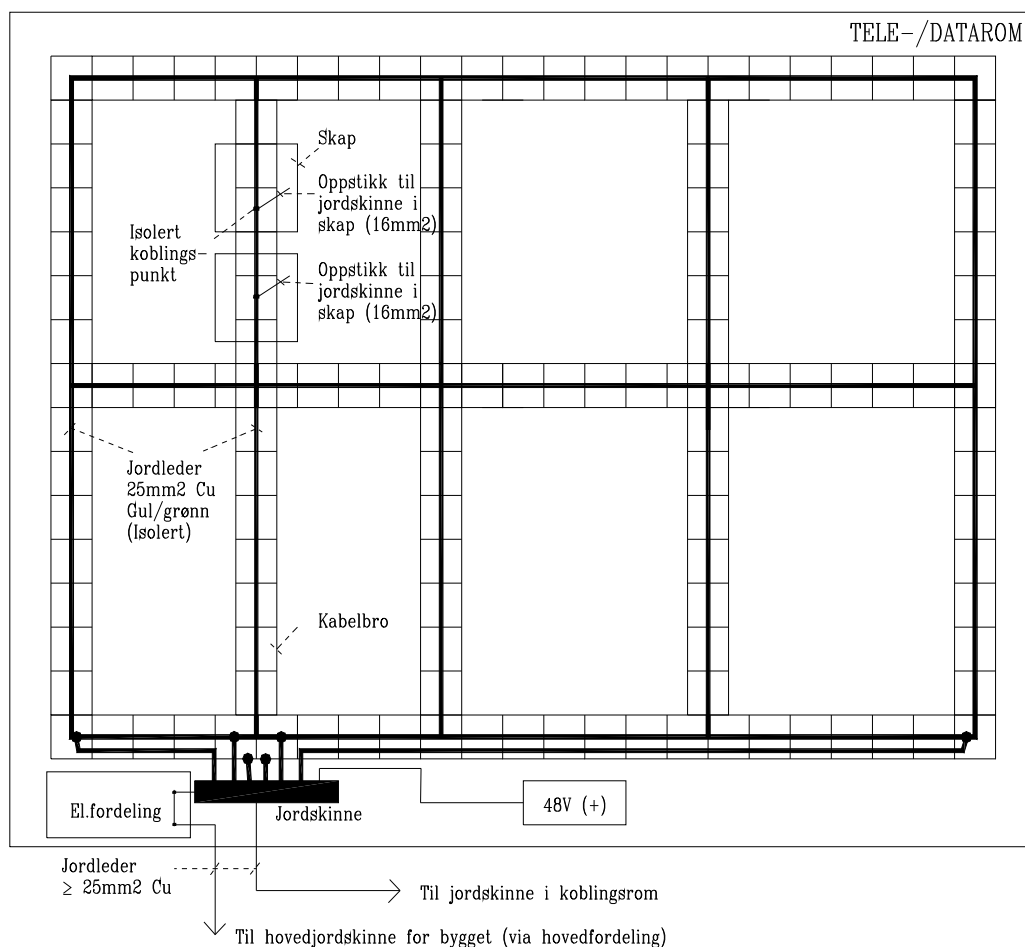 TELE-/DATAROM
Skap
Oppstikk til
jordskinne i
skap (16mm2)
Isolert
koblings-
punkt
Oppstikk til
jordskinne i
skap (16mm2)
Jordleder
25mm2 Cu
Gul/grønn
(Isolert)
Kabelbro
El.fordeling
Jordskinne
48V (+)
Jordleder
≥ 25mm2 Cu
Til jordskinne i koblingsrom
Til hovedjordskinne for bygget (via hovedfordeling)